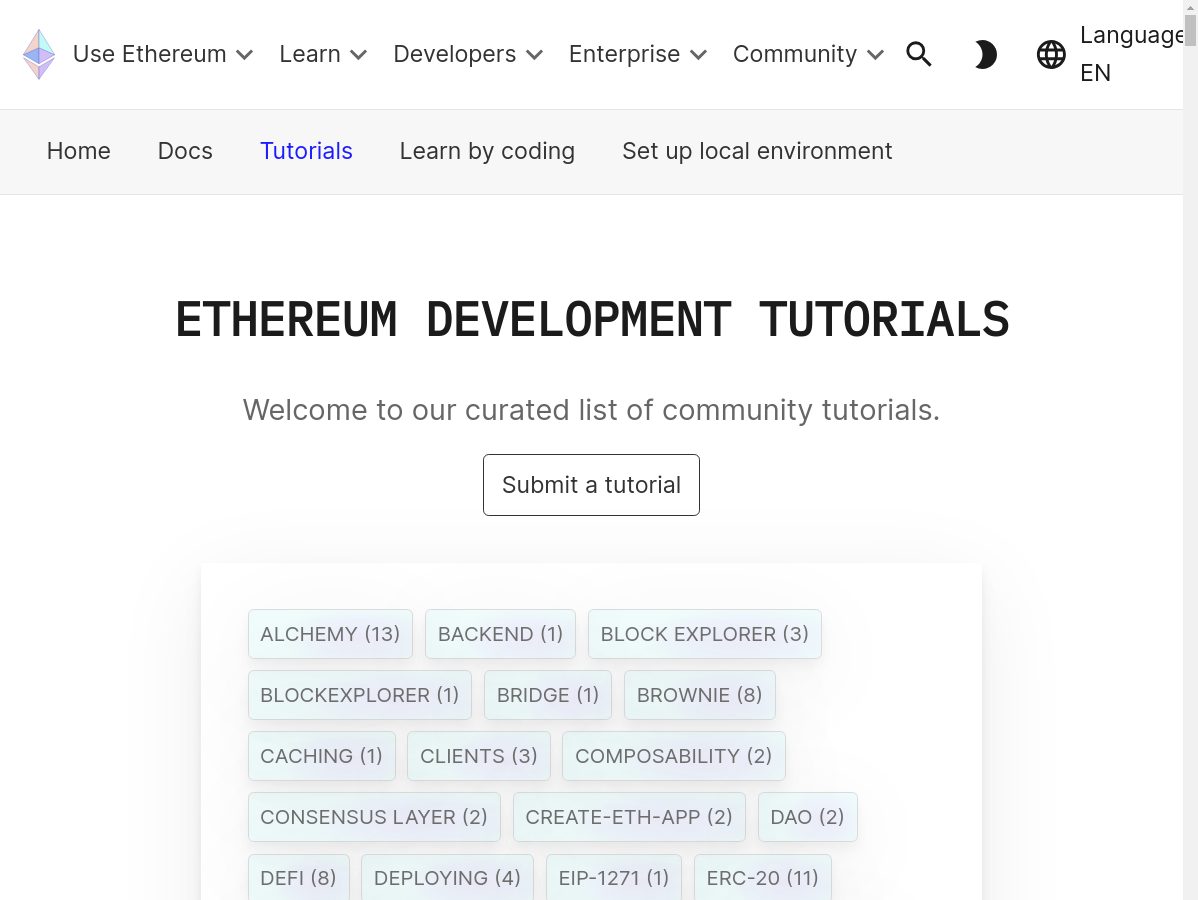 Use Ethereum Learn Developers Enterprise Community Language
EN
Home Docs Tutorials Learn by coding Set up local environment
ETHEREUM DEVELOPMENT TUTORIALS
Welcome to our curated list of community tutorials.
Submit a tutorial
ALCHEMY (13) BACKEND (1) BLOCK EXPLORER (3)
BLOCKEXPLORER (1) BRIDGE (1) BROWNIE (8)
CACHING (1) CLIENTS (3) COMPOSABILITY (2)
CONSENSUS LAYER (2) CREATE-ETH-APP (2) DAO (2)
DEFI (8) DEPLOYING (4) EIP-1271 (1) ERC-20 (11)